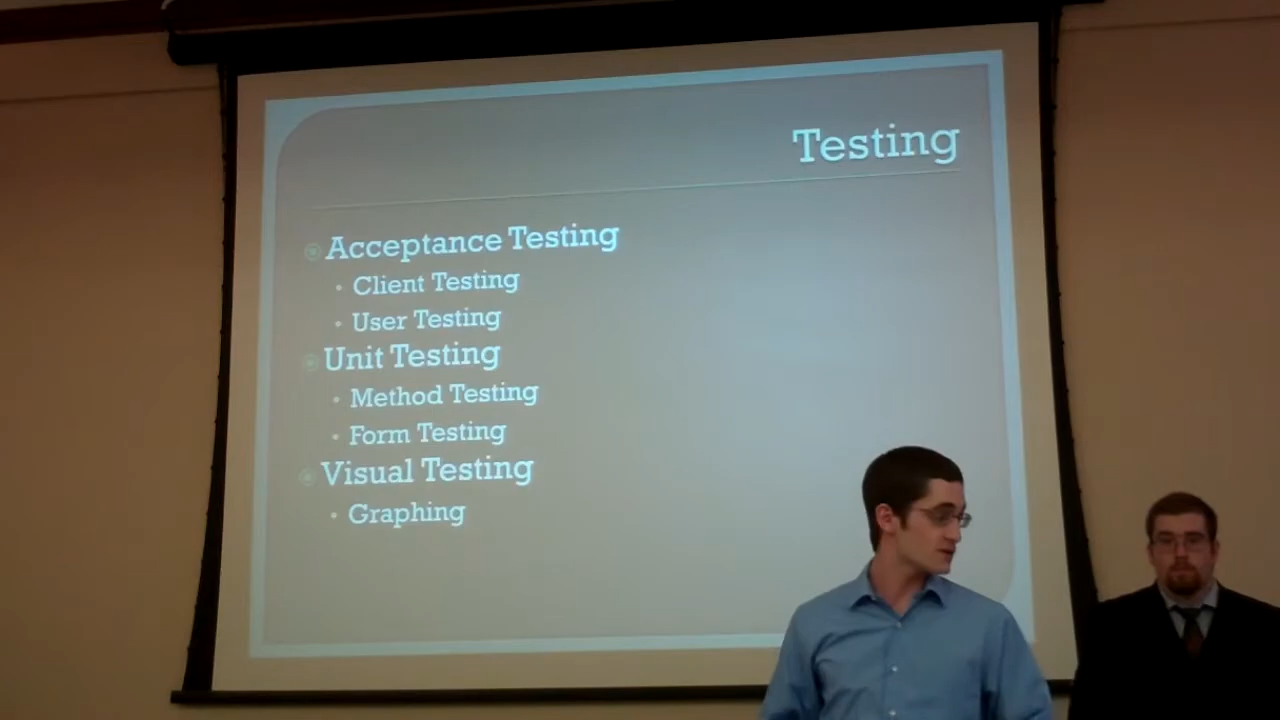 Testing
Acceptance Testing
Client Testing
User Testing
Unit Testing
Method Testing
Form Testing
Visual Testing
Graphing